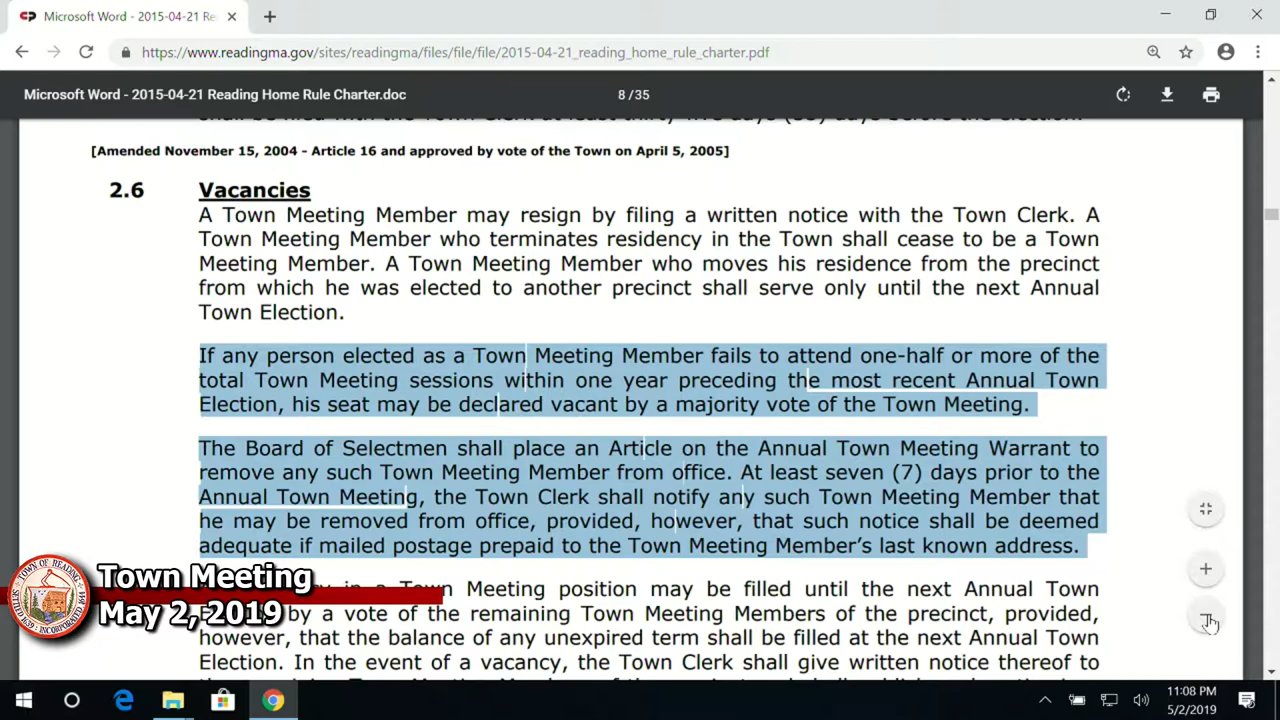 Microsoft Word - 2015-04-21 Re
https://www.readingma.gov/sites/readingma/files/file/file/2015-04-21_reading_home_rule_charter.pdf
Microsoft Word - 2015-04-21 Reading Home Rule Charter.doc
8 / 35
[Amended November 15, 2004 - Article 16 and approved by vote of the Town on April 5, 2005]
2.6 Vacancies
A Town Meeting Member may resign by filing a written notice with the Town Clerk. A
Town Meeting Member who terminates residency in the Town shall cease to be a Town
Meeting Member. A Town Meeting Member who moves his residence from the precinct
from which he was elected to another precinct shall serve only until the next Annual
Town Election.
If any person elected as a Town Meeting Member fails to attend one-half or more of the
total Town Meeting sessions within one year preceding the most recent Annual Town
Election, his seat may be declared vacant by a majority vote of the Town Meeting.
The Board of Selectmen shall place an Article on the Annual Town Meeting Warrant to
remove any such Town Meeting Member from office. At least seven (7) days prior to the
Annual Town Meeting, the Town Clerk shall notify any such Town Meeting Member that
he may be removed from office, provided, however, that such notice shall be deemed
adequate if mailed postage prepaid to the Town Meeting Member's last known address.
in a Town Meeting position may be filled until the next Annual Town
by a vote of the remaining Town Meeting Members of the precinct, provided,
however, that the balance of any unexpired term shall be filled at the next Annual Town
Election. In the event of a vacancy, the Town Clerk shall give written notice thereof to
TOWN OF READING
Town Meeting
May 2, 2019
11:08 PM
5/2/2019